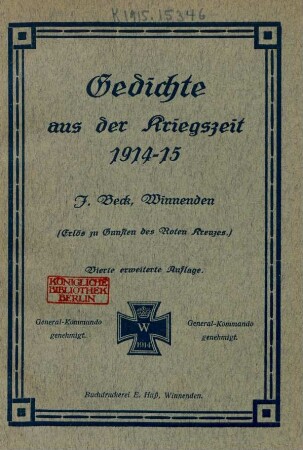 K 1915. 15346
Gedichte
aus der Kriegszeit
1914-15
J. Beck, Winnenden
(Erlös zu Gunsten des Roten Kreuzes.)
Vierte erweiterte Auflage.
KÖNIGLICHE
BIBLIOTHEK
BERLIN
General-Kommando
genehmigt.
W
1914
General-Kommando
genehmigt.
Buchdruckerei E. Haß, Winnenden.